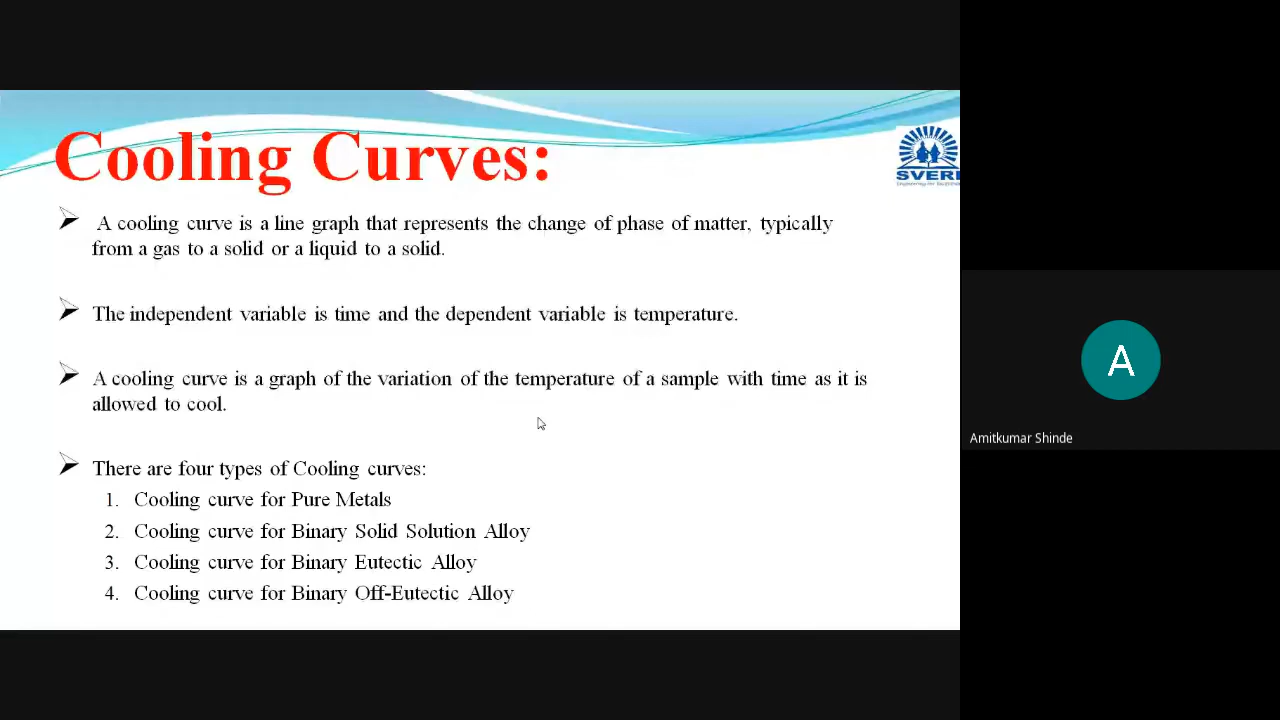 Cooling Curves:
SVERI
A cooling curve is a line graph that represents the change of phase of matter, typically
from a gas to a solid or a liquid to a solid.
The independent variable is time and the dependent variable is temperature.
A cooling curve is a graph of the variation of the temperature of a sample with time as it is
allowed to cool.
There are four types of Cooling curves:
1. Cooling curve for Pure Metals
2. Cooling curve for Binary Solid Solution Alloy
3. Cooling curve for Binary Eutectic Alloy
4. Cooling curve for Binary Off-Eutectic Alloy
A
Amitkumar Shinde